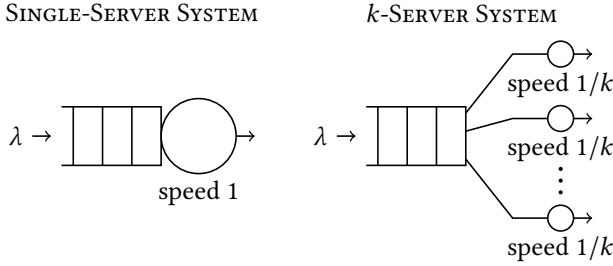 Single-Server System
λ →
speed 1
k-Server System
λ →
speed 1/k
speed 1/k
speed 1/k